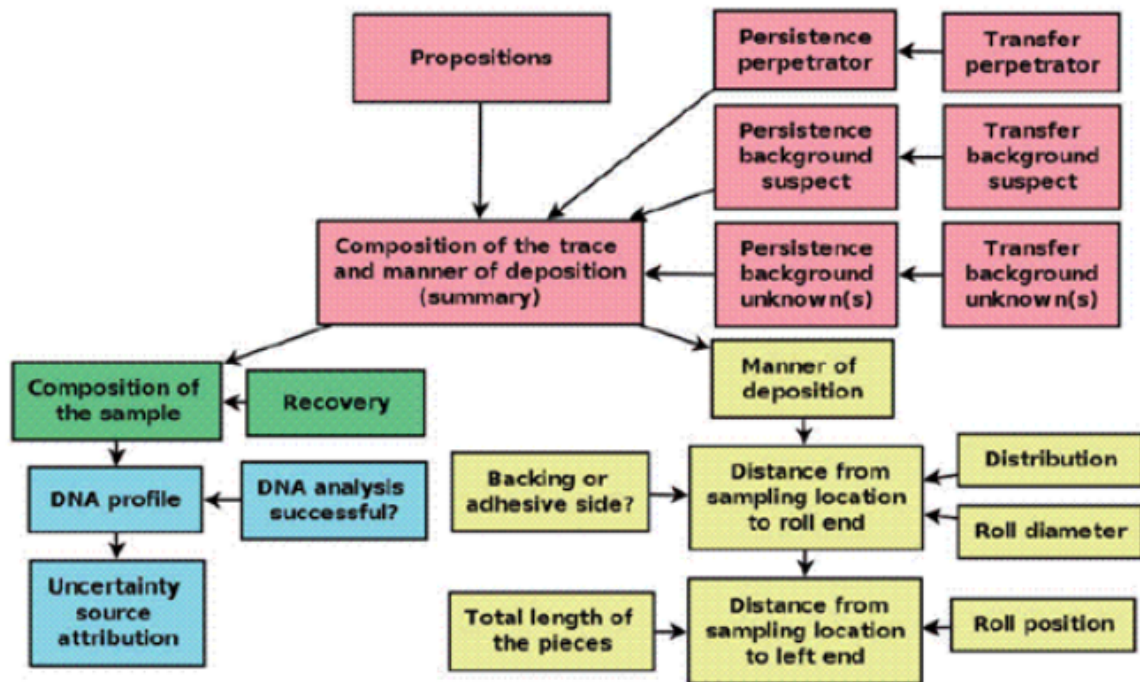 Propositions
Persistence
perpetrator
Transfer
perpetrator
Persistence
background
suspect
Transfer
background
suspect
Composition of the trace
and manner of deposition
(summary)
Persistence
background
unknown(s)
Transfer
background
unknown(s)
Composition of
the sample
Recovery
Manner of
deposition
DNA profile
DNA analysis
successful?
Backing or
adhesive side?
Distance from
sampling location
to roll end
Distribution
Roll diameter
Uncertainty
source
attribution
Total length of
the pieces
Distance from
sampling location
to left end
Roll position